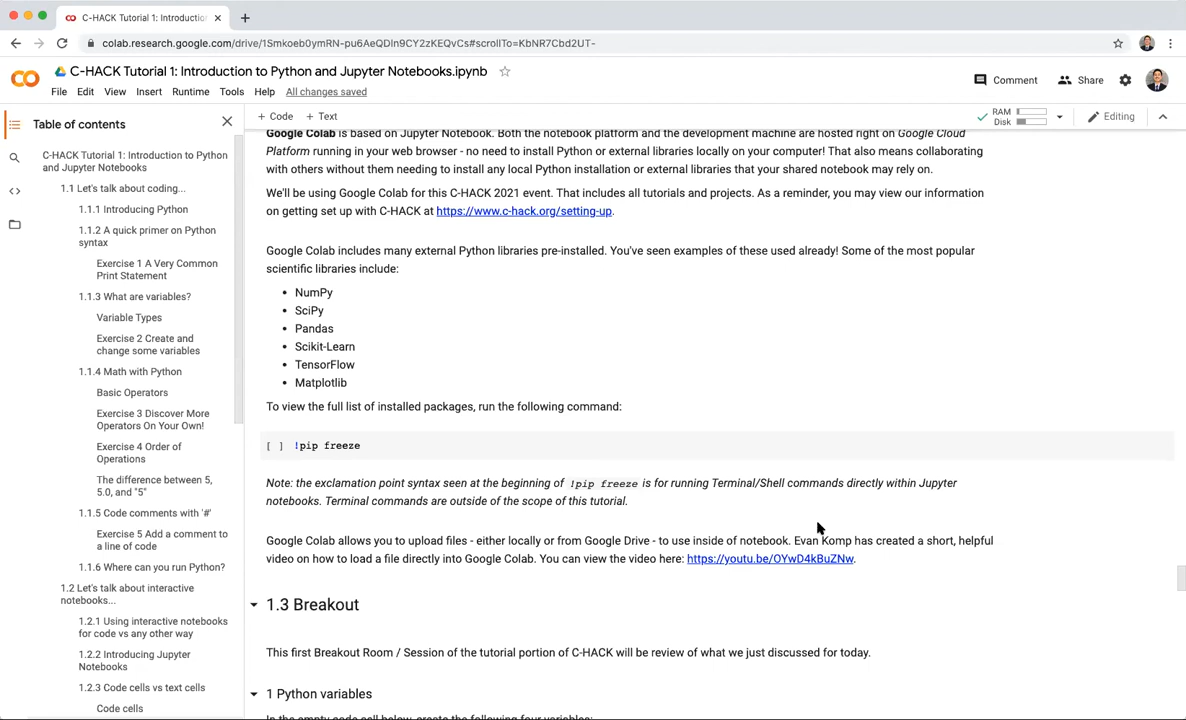 C-HACK Tutorial 1: Introductio
colab.research.google.com/drive/1Smkoeb0ymRN-pu6AeQDln9CY2zKEQvCs#scrollTo=KbNR7Cbd2UT-
C-HACK Tutorial 1: Introduction to Python and Jupyter Notebooks.ipynb
Comment
Share
File Edit View Insert Runtime Tools Help All changes saved
Table of contents
+ Code + Text
RAM
Disk
Editing
C-HACK Tutorial 1: Introduction to Python
and Jupyter Notebooks
1.1 Let's talk about coding...
1.1.1 Introducing Python
1.1.2 A quick primer on Python
syntax
Exercise 1 A Very Common
Print Statement
1.1.3 What are variables?
Variable Types
Exercise 2 Create and
change some variables
1.1.4 Math with Python
Basic Operators
Exercise 3 Discover More
Operators On Your Own!
Exercise 4 Order of
Operations
The difference between 5,
5.0, and "5"
1.1.5 Code comments with '#'
Exercise 5 Add a comment to
a line of code
1.1.6 Where can you run Python?
1.2 Let's talk about interactive
notebooks...
1.2.1 Using interactive notebooks
for code vs any other way
1.2.2 Introducing Jupyter
Notebooks
1.2.3 Code cells vs text cells
Code cells
Google Colab is based on Jupyter Notebook. Both the notebook platform and the development machine are hosted right on Google Cloud
Platform running in your web browser - no need to install Python or external libraries locally on your computer! That also means collaborating
with others without them needing to install any local Python installation or external libraries that your shared notebook may rely on.
We'll be using Google Colab for this C-HACK 2021 event. That includes all tutorials and projects. As a reminder, you may view our information
on getting set up with C-HACK at https://www.c-hack.org/setting-up.
Google Colab includes many external Python libraries pre-installed. You've seen examples of these used already! Some of the most popular
scientific libraries include:
• NumPy
• SciPy
• Pandas
• Scikit-Learn
• TensorFlow
• Matplotlib
To view the full list of installed packages, run the following command:
[ ] !pip freeze
Note: the exclamation point syntax seen at the beginning of !pip freeze is for running Terminal/Shell commands directly within Jupyter
notebooks. Terminal commands are outside of the scope of this tutorial.
Google Colab allows you to upload files - either locally or from Google Drive - to use inside of notebook. Evan Komp has created a short, helpful
video on how to load a file directly into Google Colab. You can view the video here: https://youtu.be/OYwD4kBuZNw.
1.3 Breakout
This first Breakout Room / Session of the tutorial portion of C-HACK will be review of what we just discussed for today.
1 Python variables
In the empty code cell below, create the following four variables: